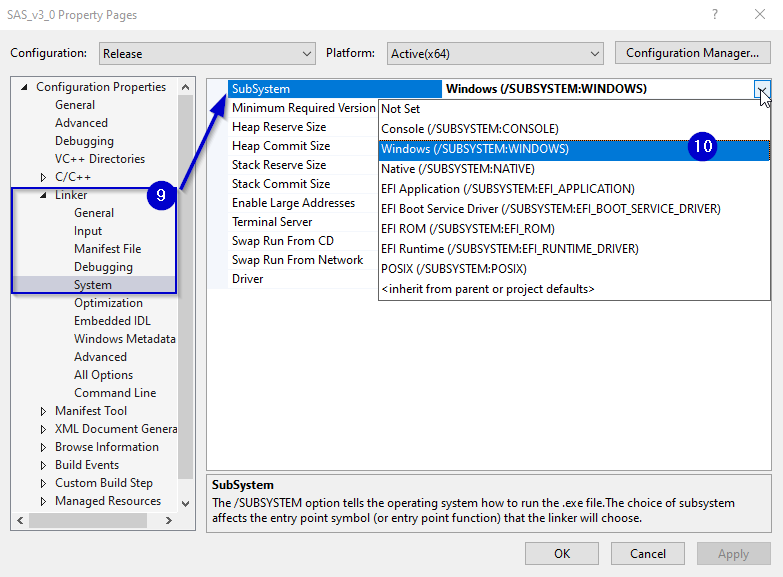 SAS_v3_0 Property Pages
?
Configuration: Release Platform: Active(x64) Configuration Manager...
Configuration Properties
General
Advanced
Debugging
VC++ Directories
C/C++
Linker
General
Input
Manifest File
Debugging
System
Optimization
Embedded IDL
Windows Metadata
Advanced
All Options
Command Line
Manifest Tool
XML Document Genera
Browse Information
Build Events
Custom Build Step
Managed Resources
9
SubSystem Windows (/SUBSYSTEM:WINDOWS)
Minimum Required Version
Heap Reserve Size
Heap Commit Size
Stack Reserve Size
Stack Commit Size
Enable Large Addresses
Terminal Server
Swap Run From CD
Swap Run From Network
Driver
Not Set
Console (/SUBSYSTEM:CONSOLE)
Windows (/SUBSYSTEM:WINDOWS) 10
Native (/SUBSYSTEM:NATIVE)
EFI Application (/SUBSYSTEM:EFI_APPLICATION)
EFI Boot Service Driver (/SUBSYSTEM:EFI_BOOT_SERVICE_DRIVER)
EFI ROM (/SUBSYSTEM:EFI_ROM)
EFI Runtime (/SUBSYSTEM:EFI_RUNTIME_DRIVER)
POSIX (/SUBSYSTEM:POSIX)
<inherit from parent or project defaults>
SubSystem
The /SUBSYSTEM option tells the operating system how to run the .exe file.The choice of subsystem
affects the entry point symbol (or entry point function) that the linker will choose.
OK Cancel Apply